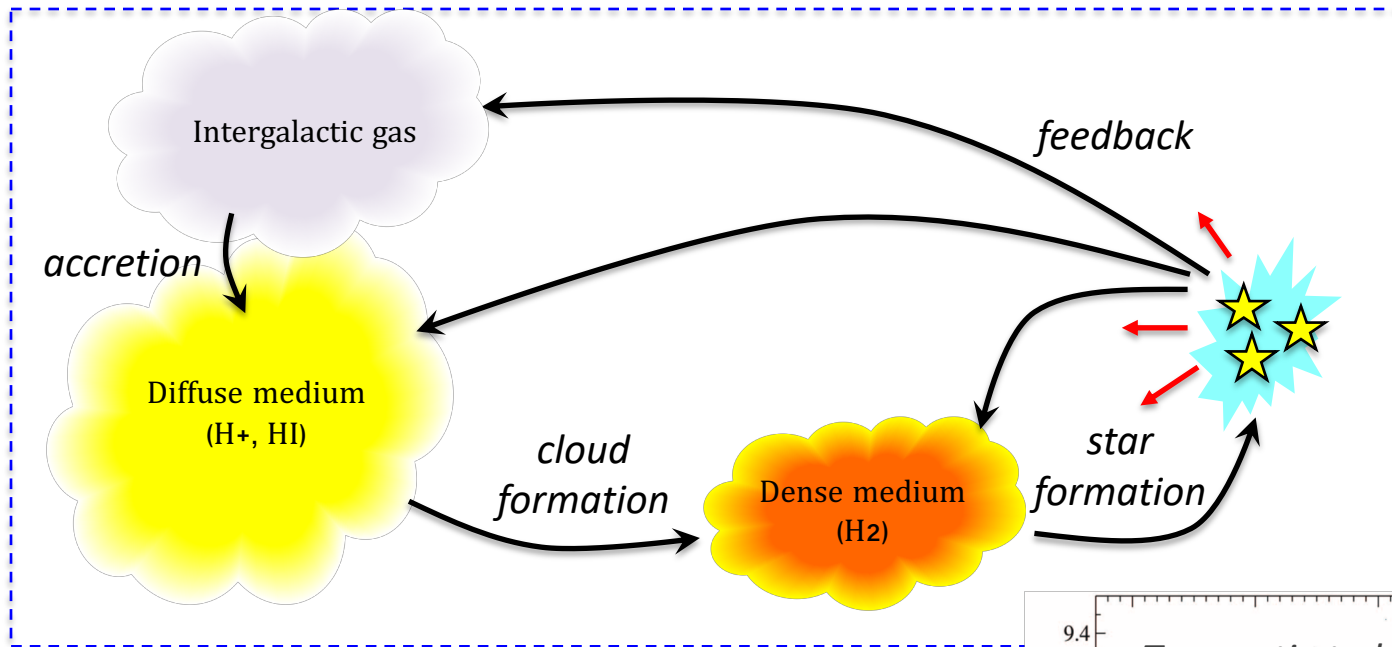 Intergalactic gas
feedback
accretion
Diffuse medium
(H+, HI)
cloud
formation
Dense medium
(H2)
star
formation
9.4